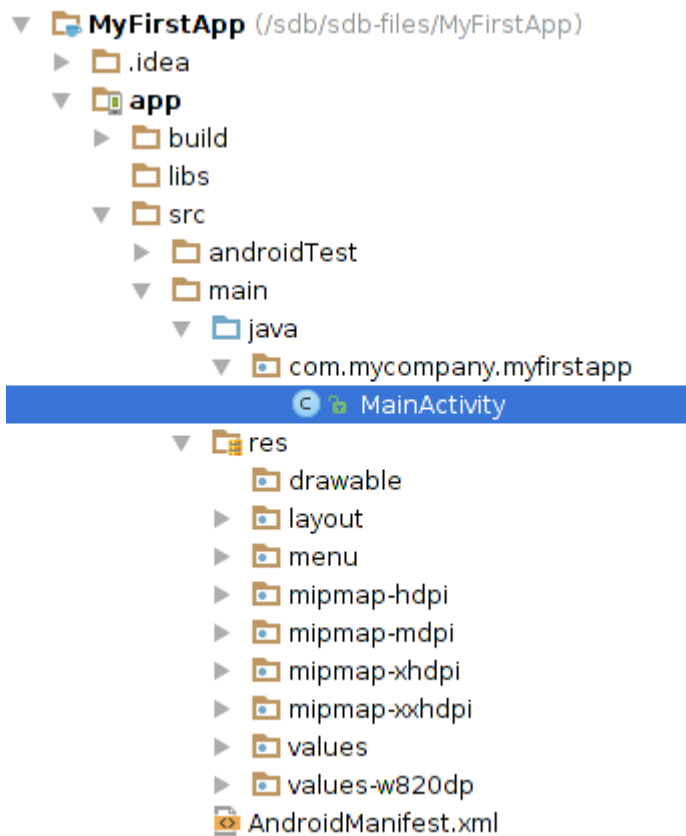 MyFirstApp (/sdb/sdb-files/MyFirstApp)
.idea
app
build
libs
src
androidTest
main
java
com.mycompany.myfirstapp
C MainActivity
res
drawable
layout
menu
mipmap-hdpi
mipmap-mdpi
mipmap-xhdpi
mipmap-xxhdpi
values
values-w820dp
AndroidManifest.xml